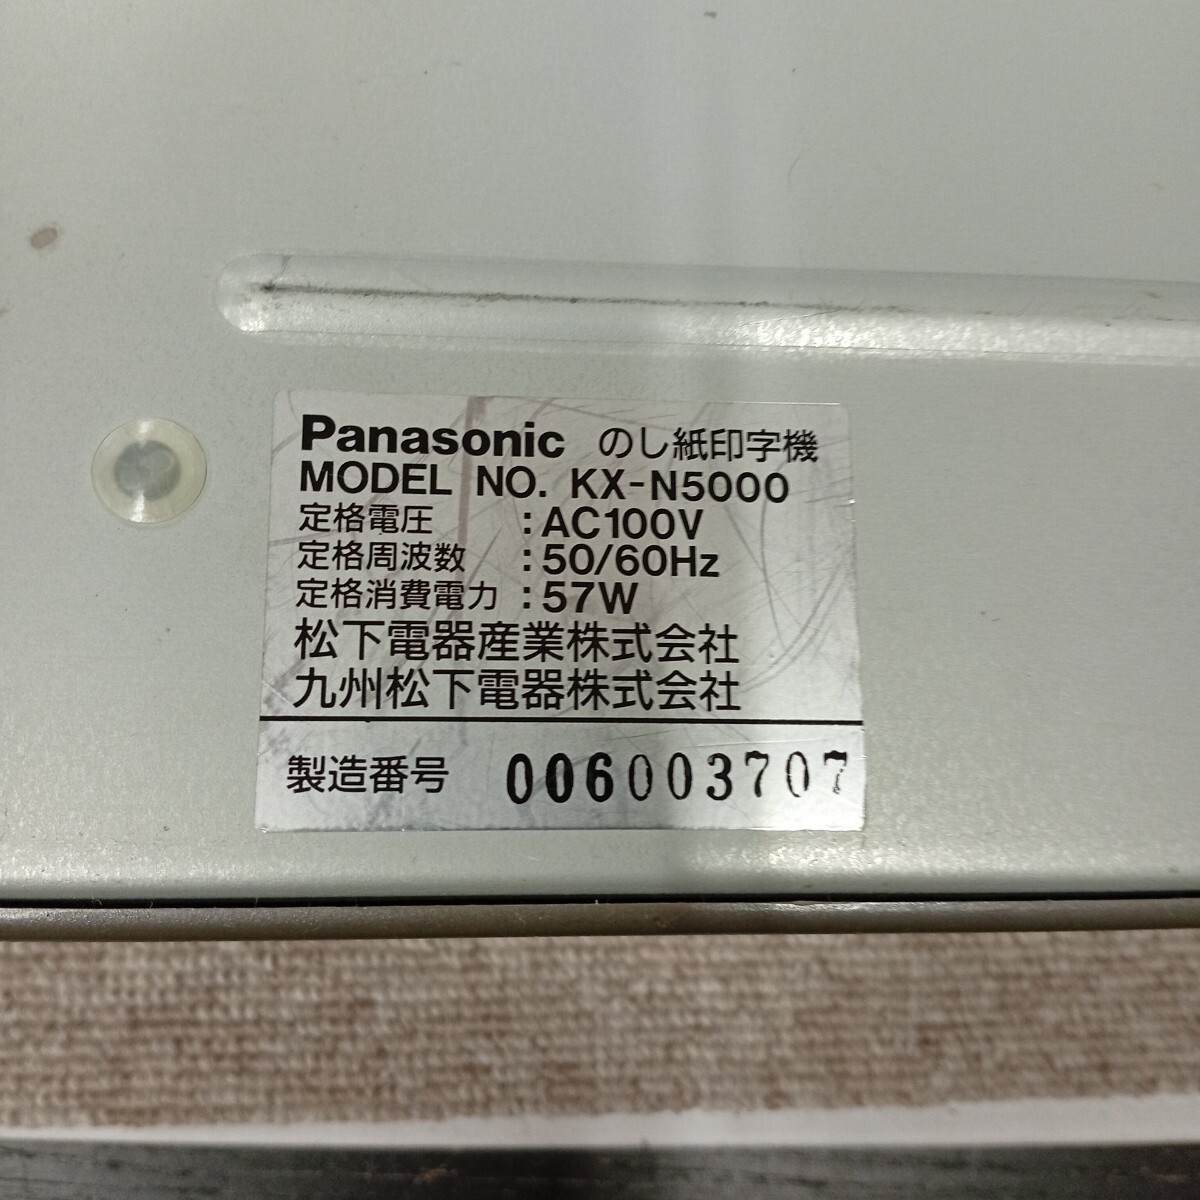 Panasonic のし紙印字機
MODEL NO. KX-N5000
定格電圧 : AC100V
定格周波数 : 50/60Hz
定格消費電力 : 57W
松下電器産業株式会社
九州松下電器株式会社
製造番号 006003707